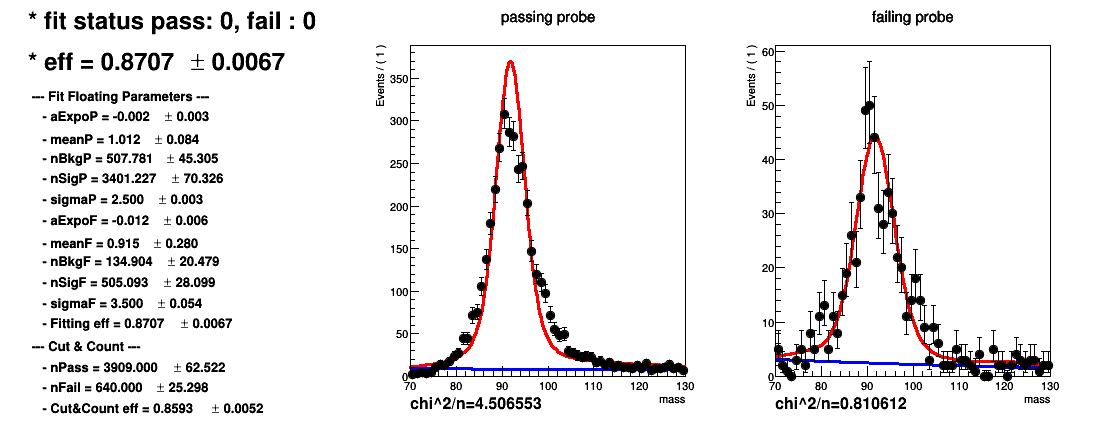 * fit status pass: 0, fail : 0
* eff = 0.8707 ± 0.0067
--- Fit Floating Parameters ---
- aExpoP = -0.002 ± 0.003
- meanP = 1.012 ± 0.084
- nBkgP = 507.781 ± 45.305
- nSigP = 3401.227 ± 70.326
- sigmaP = 2.500 ± 0.003
- aExpoF = -0.012 ± 0.006
- meanF = 0.915 ± 0.280
- nBkgF = 134.904 ± 20.479
- nSigF = 505.093 ± 28.099
- sigmaF = 3.500 ± 0.054
- Fitting eff = 0.8707 ± 0.0067
--- Cut & Count ---
- nPass = 3909.000 ± 62.522
- nFail = 640.000 ± 25.298
- Cut&Count eff = 0.8593 ± 0.0052
passing probe
Events / ( 1 )
350
300
250
200
150
100
50
0
70 80 90 100 110 120 130
mass
chi^2/n=4.506553
failing probe
Events / ( 1 )
60
50
40
30
20
10
0
70 80 90 100 110 120 130
mass
chi^2/n=0.810612